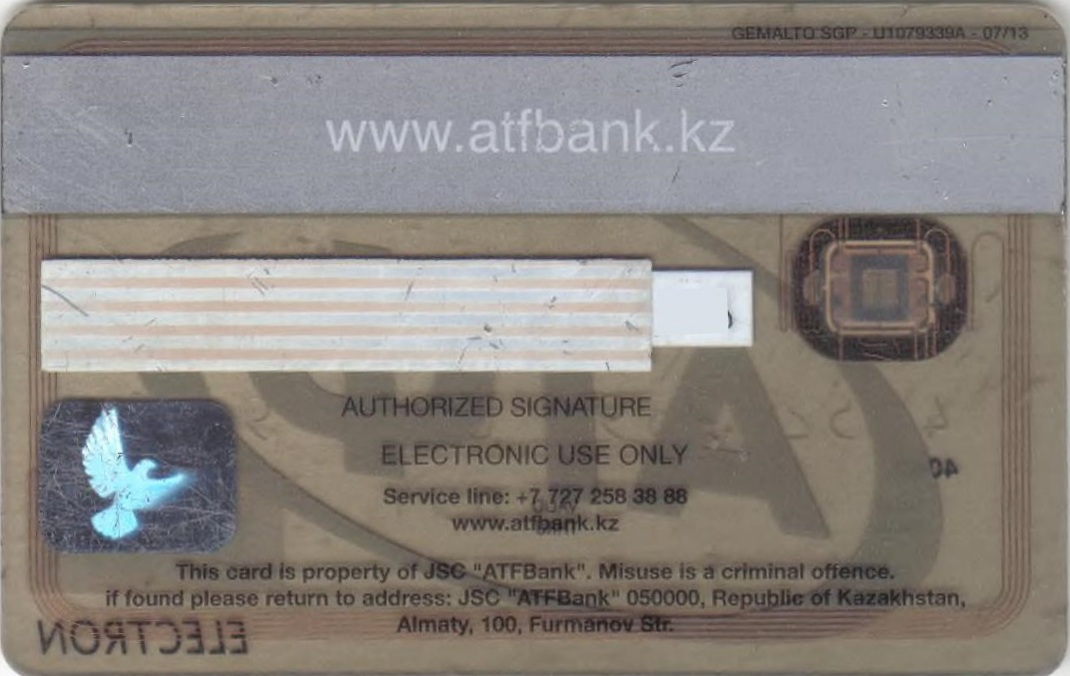 GEMALTO SGP - U1079339A - 07/13
www.atfbank.kz
AUTHORIZED SIGNATURE
ELECTRONIC USE ONLY
Service line: +7 727 258 38 88
www.atfbank.kz
This card is property of JSC "ATFBank". Misuse is a criminal offence.
if found please return to address: JSC "ATFBank" 050000, Republic of Kazakhstan,
Almaty, 100, Furmanov Str.
ELECTRON